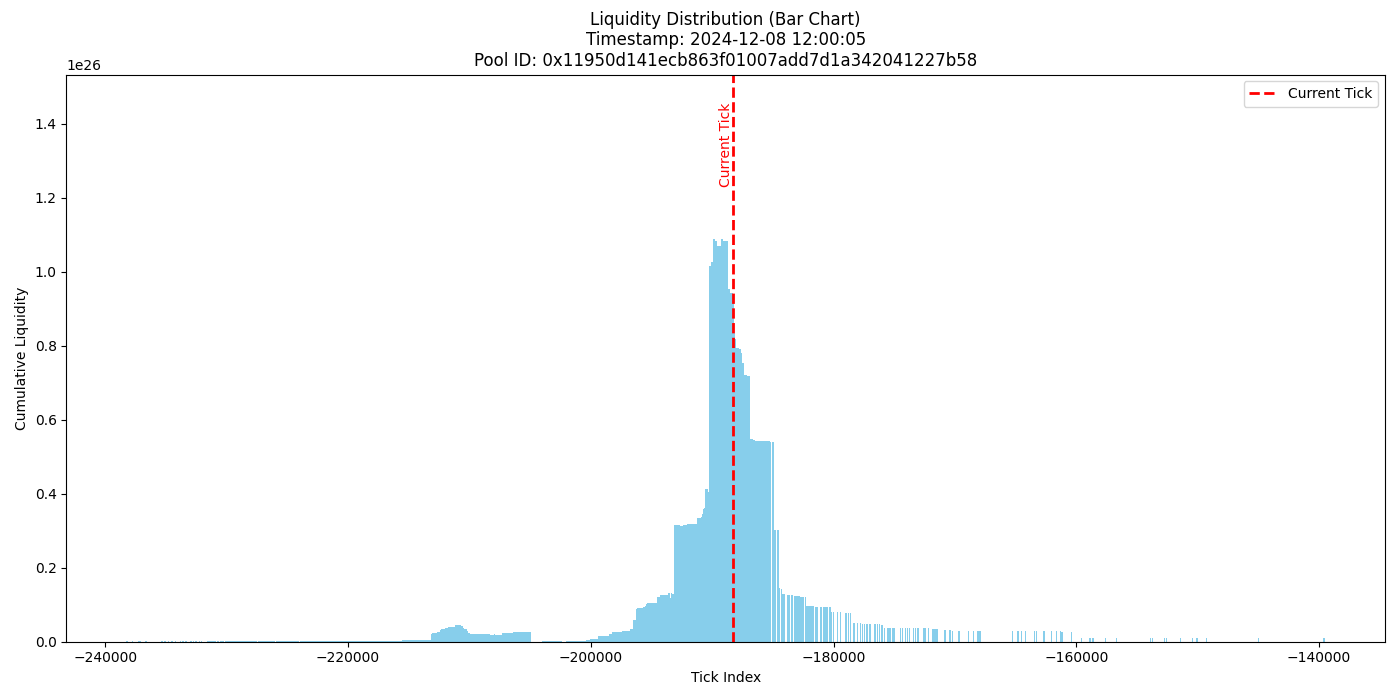 Liquidity Distribution (Bar Chart)
Timestamp: 2024-12-08 12:00:05
Pool ID: 0x11950d141ecb863f01007add7d1a342041227b58
1e26
Current Tick
Current Tick
1.4
1.2
1.0
0.8
0.6
0.4
0.2
0.0
Cumulative Liquidity
−240000
−220000
−200000
−180000
−160000
−140000
Tick Index